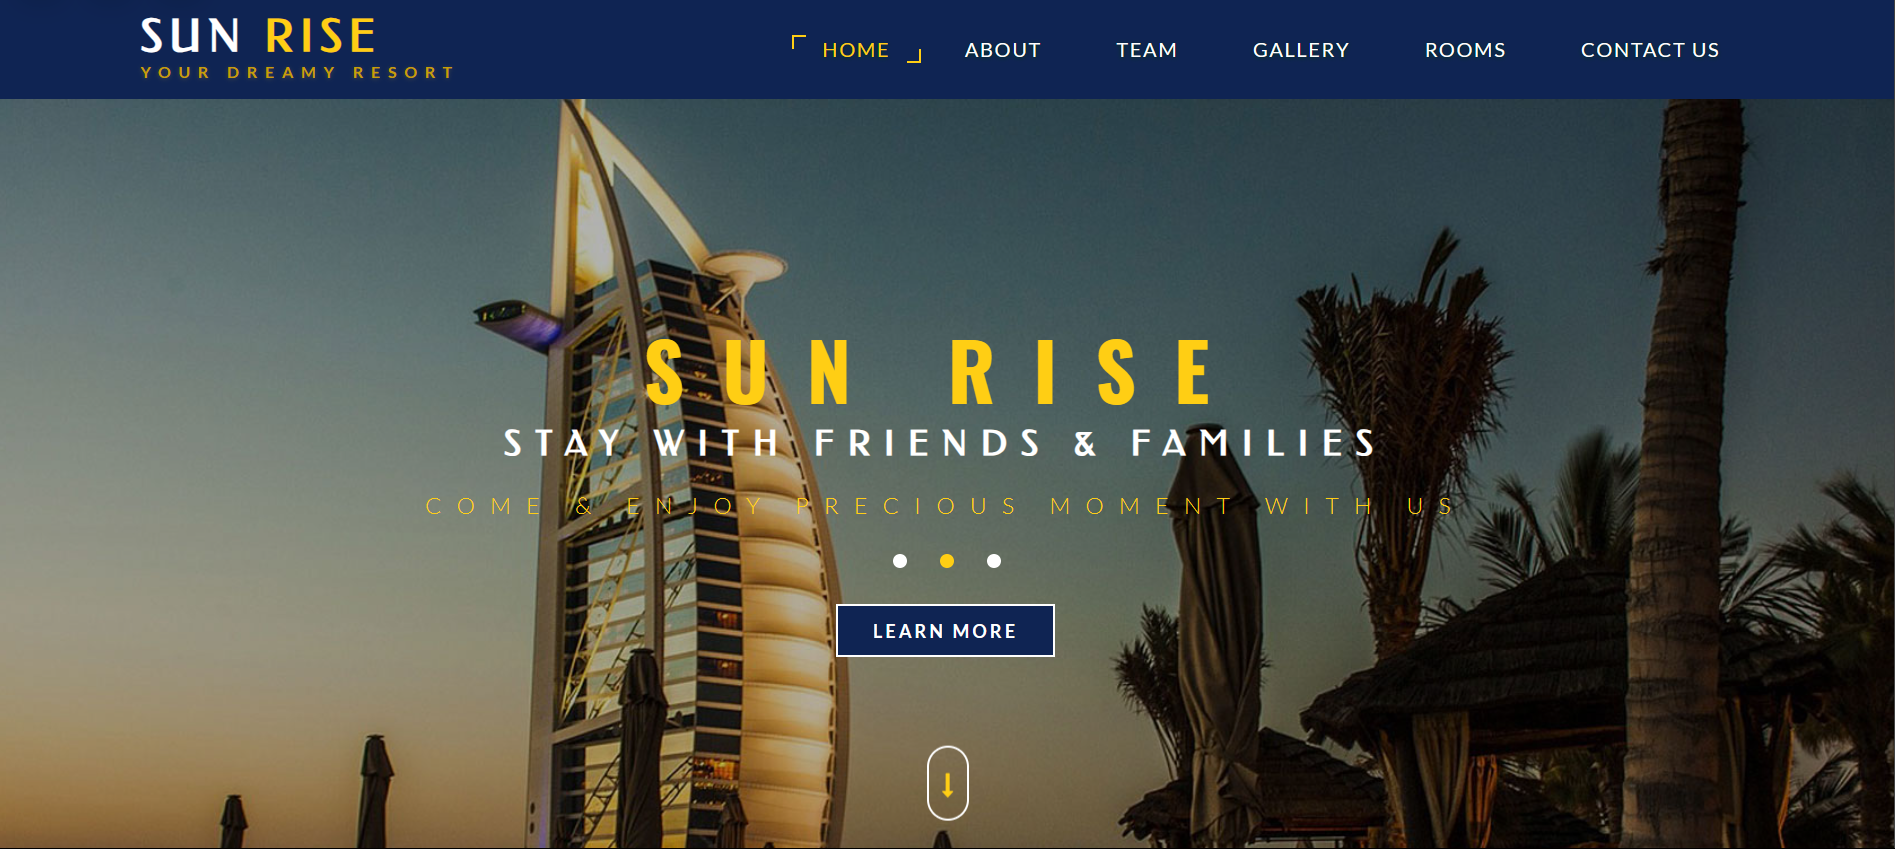 SUN RISE
YOUR DREAMY RESORT
HOME ABOUT TEAM GALLERY ROOMS CONTACT US
SUN RISE
STAY WITH FRIENDS & FAMILIES
COME & ENJOY PRECIOUS MOMENT WITH US
LEARN MORE